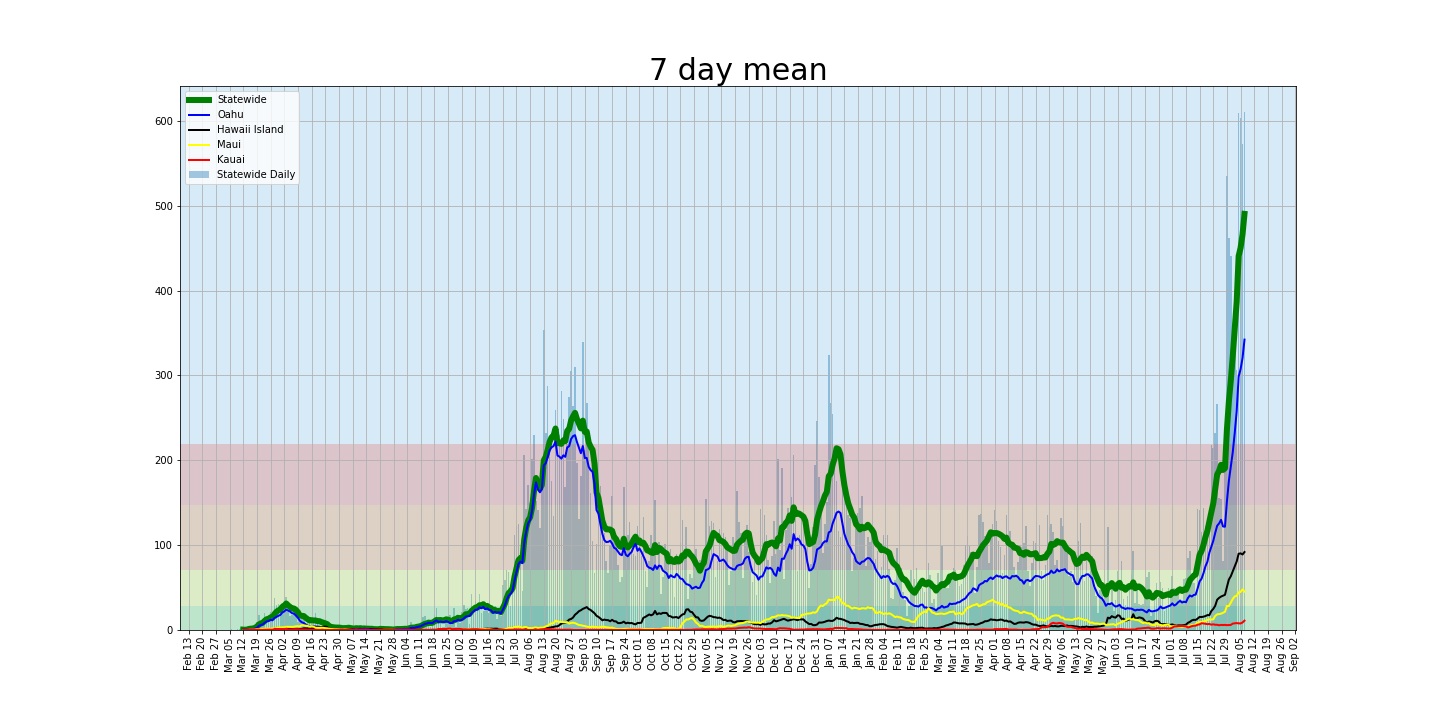 7 day mean
Statewide
Oahu
Hawaii Island
Maui
Kauai
Statewide Daily
600
500
400
300
200
100
0
Feb 13
Feb 20
Feb 27
Mar 05
Mar 12
Mar 19
Mar 26
Apr 02
Apr 09
Apr 16
Apr 23
Apr 30
May 07
May 14
May 21
May 28
Jun 04
Jun 11
Jun 18
Jun 25
Jul 02
Jul 09
Jul 16
Jul 23
Jul 30
Aug 06
Aug 13
Aug 20
Aug 27
Sep 03
Sep 10
Sep 17
Sep 24
Oct 01
Oct 08
Oct 15
Oct 22
Oct 29
Nov 05
Nov 12
Nov 19
Nov 26
Dec 03
Dec 10
Dec 17
Dec 24
Dec 31
Jan 07
Jan 14
Jan 21
Jan 28
Feb 04
Feb 11
Feb 18
Feb 25
Mar 04
Mar 11
Mar 18
Mar 25
Apr 01
Apr 08
Apr 15
Apr 22
Apr 29
May 06
May 13
May 20
May 27
Jun 03
Jun 10
Jun 17
Jun 24
Jul 01
Jul 08
Jul 15
Jul 22
Jul 29
Aug 05
Aug 12
Aug 19
Aug 26
Sep 02